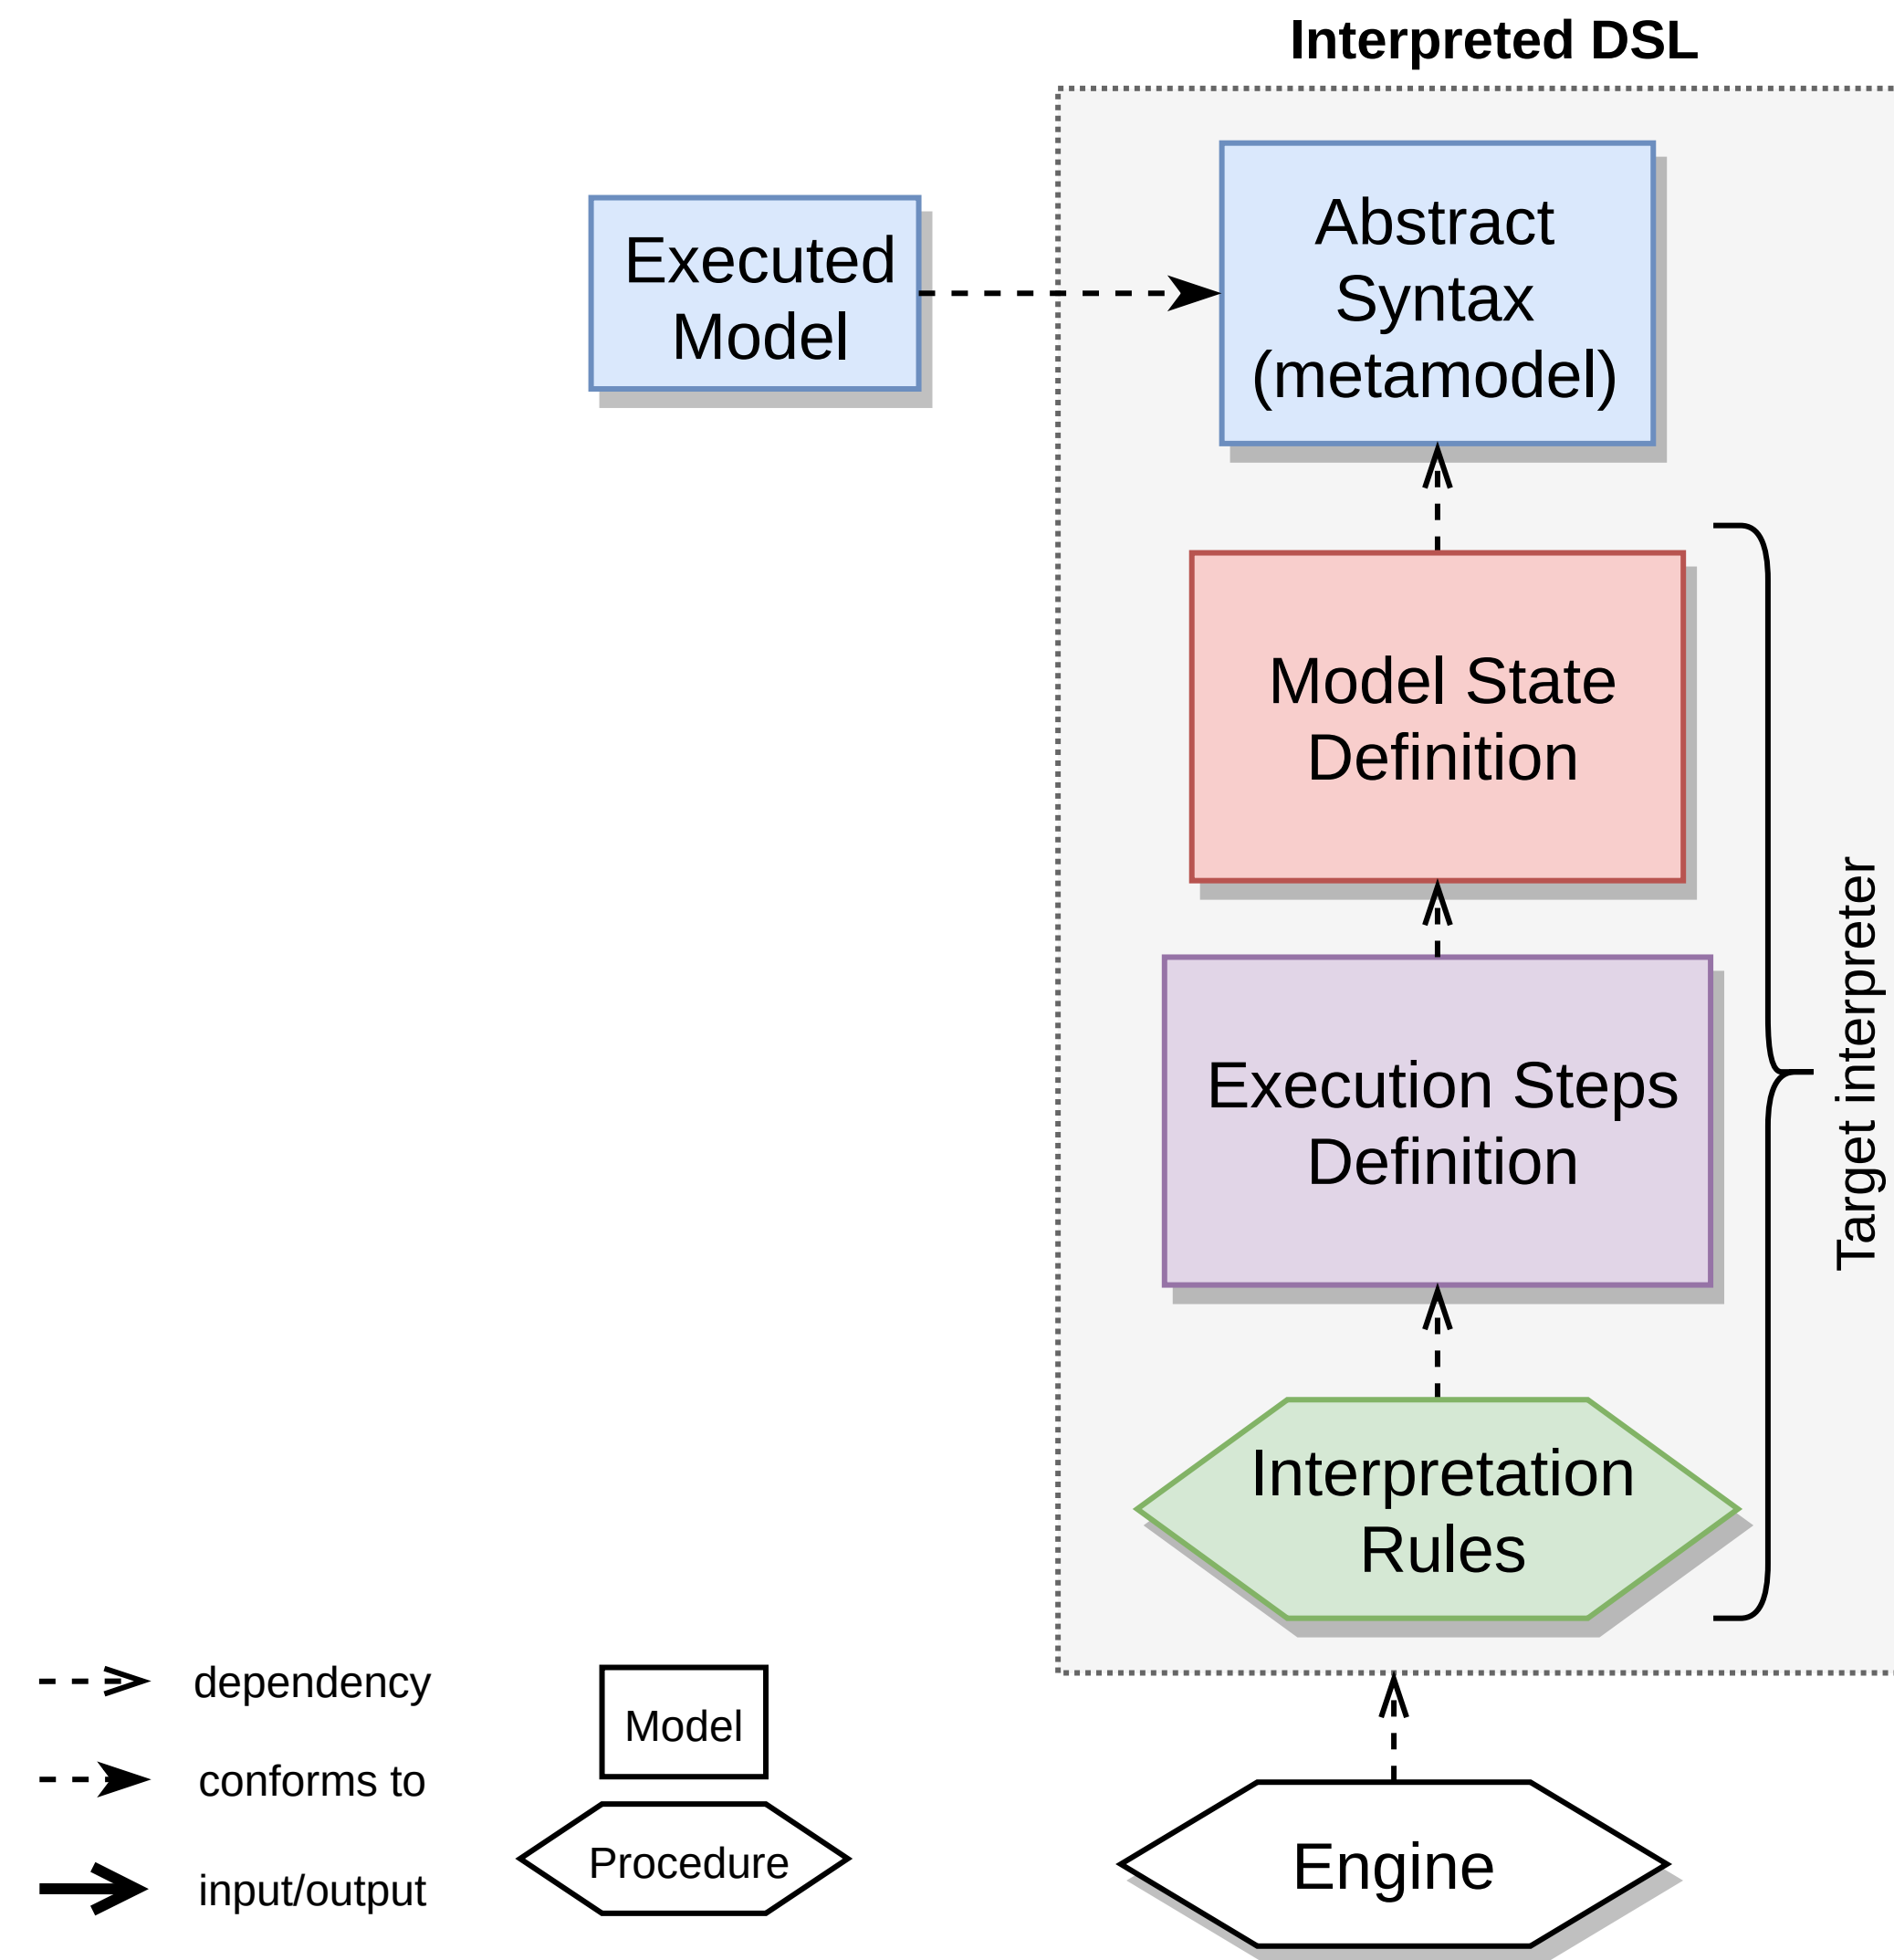 Interpreted DSL
Executed
Model
Abstract
Syntax
(metamodel)
Model State
Definition
Execution Steps
Definition
Target interpreter
Interpretation
Rules
Engine
dependency
conforms to
input/output
Model
Procedure